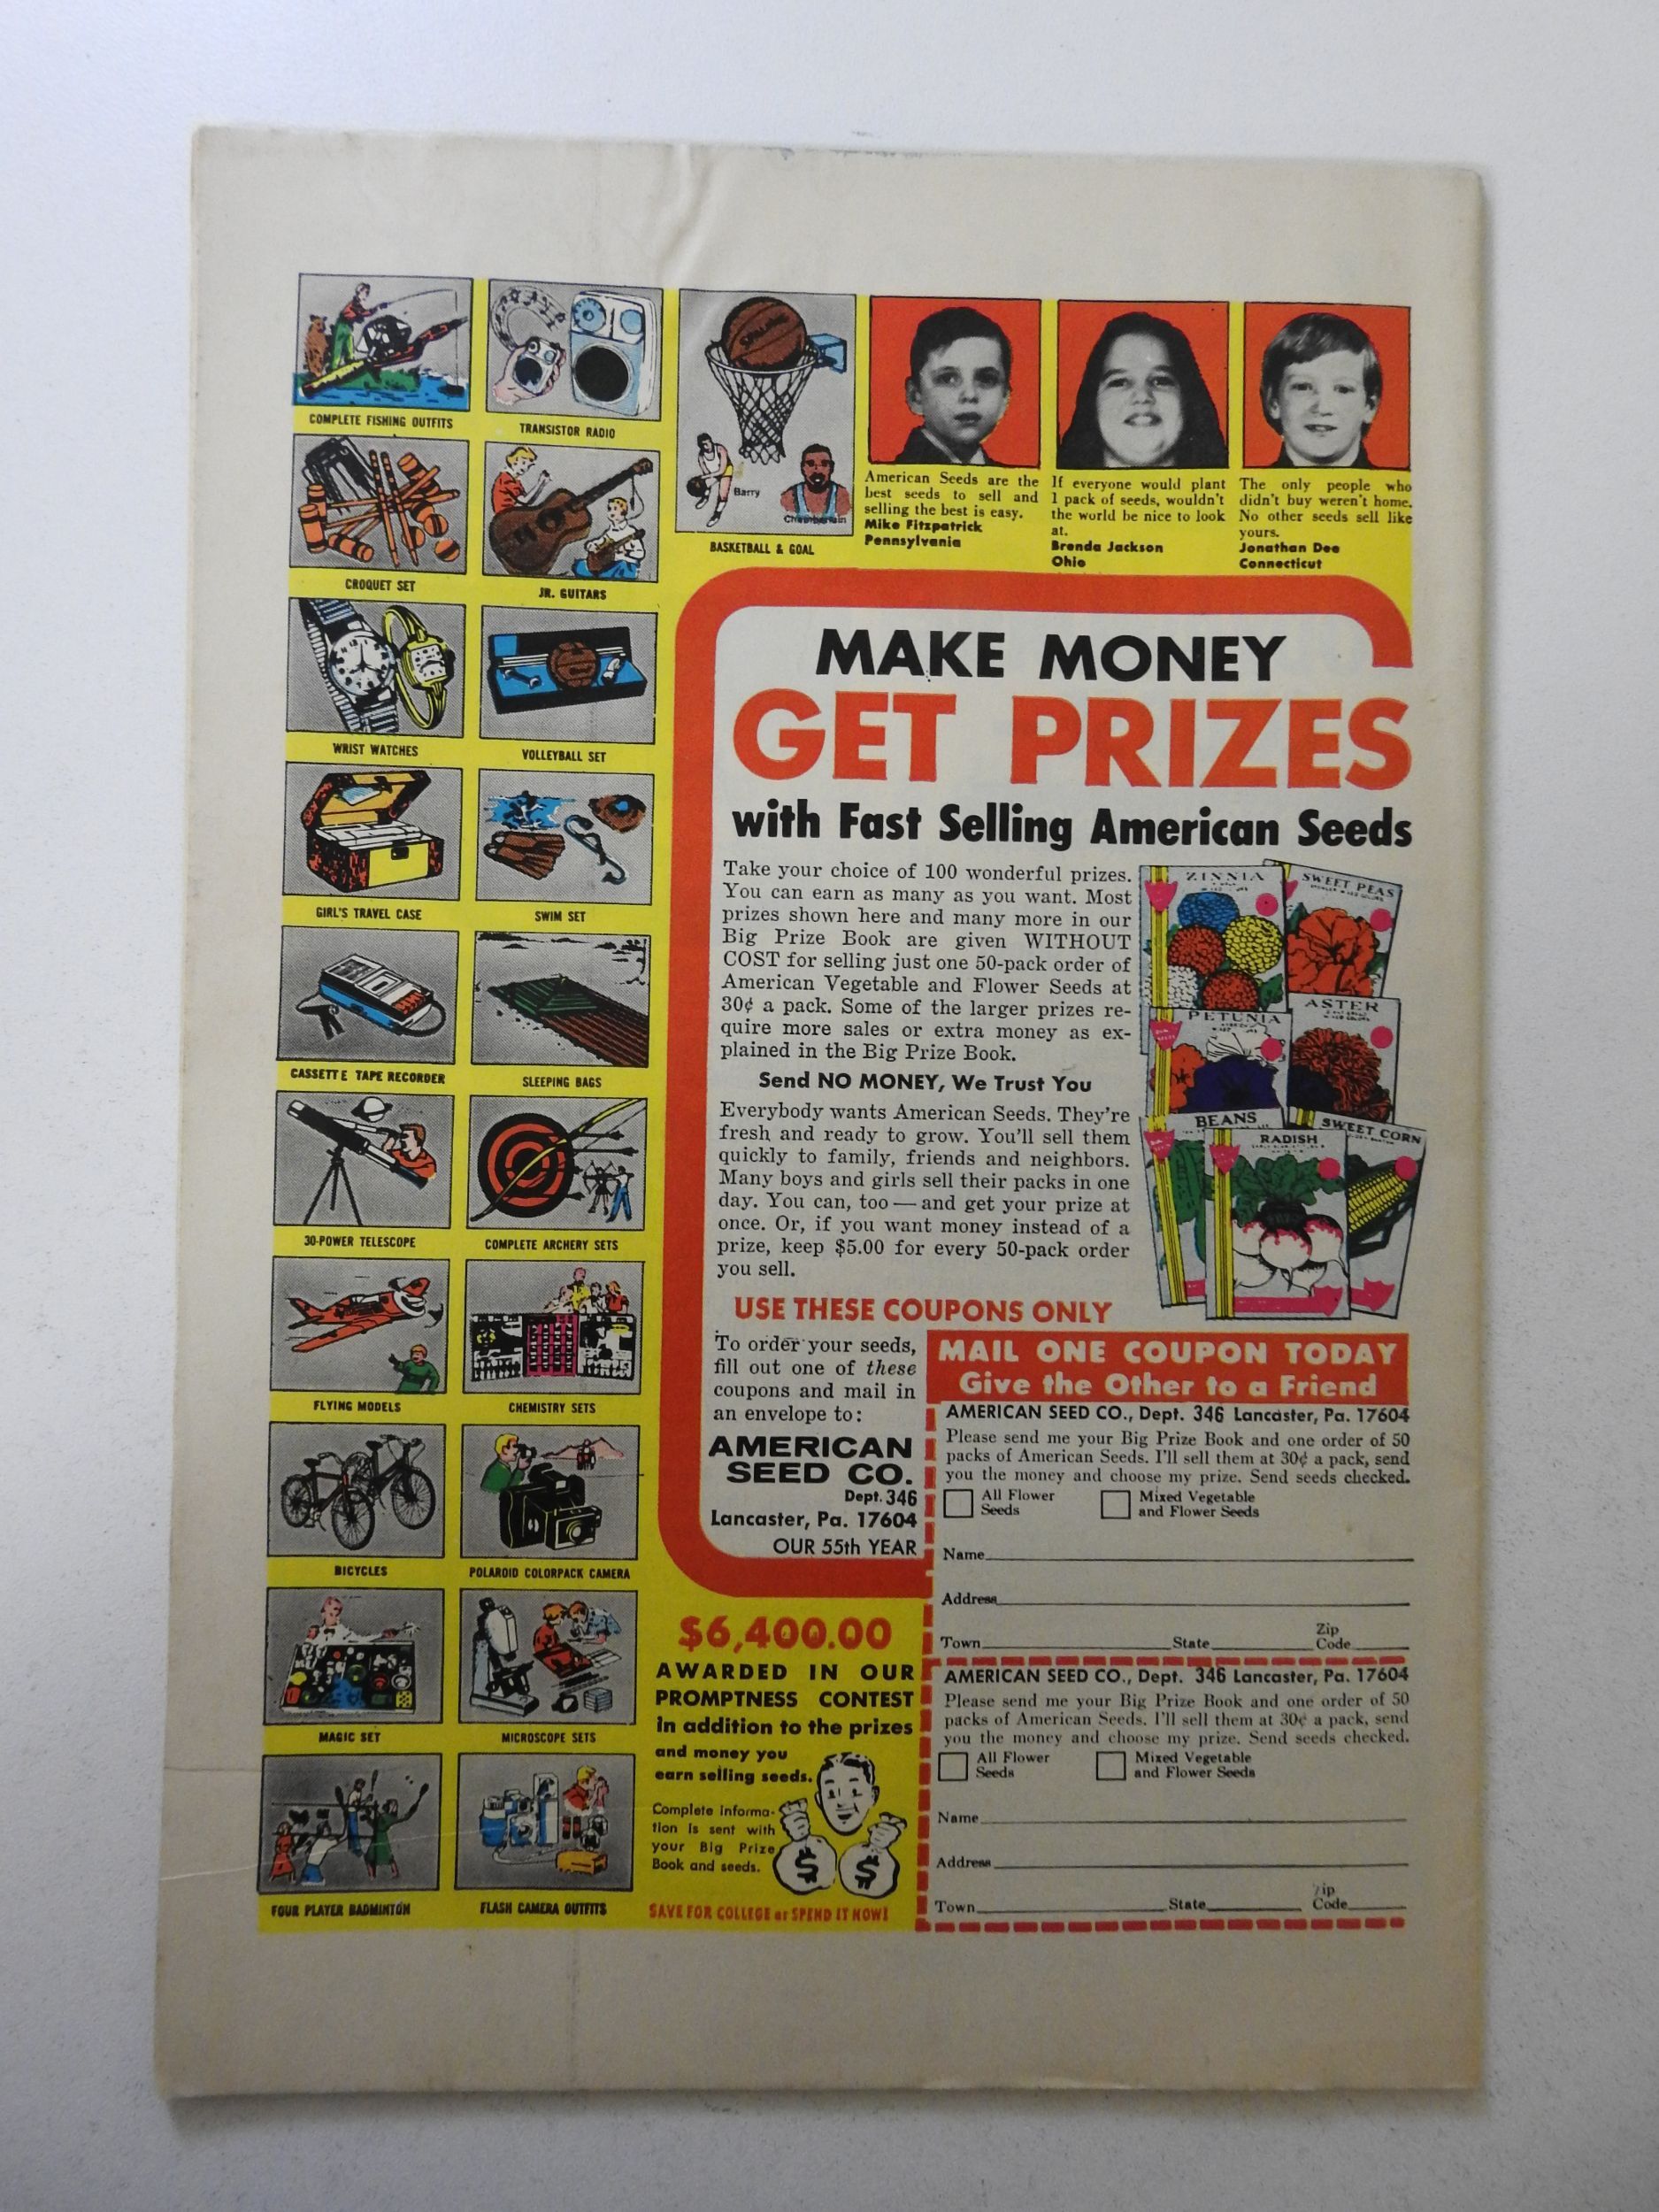 COMPLETE FISHING OUTFITS
TRANSISTOR RADIO
SPALDING
Barry
Chamberlain
BASKETBALL & GOAL
American Seeds are the
best seeds to sell and
selling the best is easy.
Mike Fitzpatrick
Pennsylvania
If everyone would plant
1 pack of seeds, wouldn't
the world be nice to look
at.
Brenda Jackson
Ohio
The only people who
didn't buy weren't home.
No other seeds sell like
yours.
Jonathan Dee
Connecticut
CROQUET SET
JR. GUITARS
WRIST WATCHES
VOLLEYBALL SET
GIRL'S TRAVEL CASE
SWIM SET
CASSETTE TAPE RECORDER
SLEEPING BAGS
30-POWER TELESCOPE
COMPLETE ARCHERY SETS
FLYING MODELS
CHEMISTRY SETS
BICYCLES
POLAROID COLORPACK CAMERA
MAGIC SET
MICROSCOPE SETS
FOUR PLAYER BADMINTON
FLASH CAMERA OUTFITS
MAKE MONEY
GET PRIZES
with Fast Selling American Seeds
Take your choice of 100 wonderful prizes.
You can earn as many as you want. Most
prizes shown here and many more in our
Big Prize Book are given WITHOUT
COST for selling just one 50-pack order of
American Vegetable and Flower Seeds at
30¢ a pack. Some of the larger prizes re-
quire more sales or extra money as ex-
plained in the Big Prize Book.
Send NO MONEY, We Trust You
Everybody wants American Seeds. They're
fresh and ready to grow. You'll sell them
quickly to family, friends and neighbors.
Many boys and girls sell their packs in one
day. You can, too — and get your prize at
once. Or, if you want money instead of a
prize, keep $5.00 for every 50-pack order
you sell.
ZINNIA
SWEET PEAS
PETUNIA
ASTER
BEANS
SWEET CORN
RADISH
USE THESE COUPONS ONLY
To order your seeds,
fill out one of these
coupons and mail in
an envelope to:
AMERICAN
SEED CO.
Dept. 346
Lancaster, Pa. 17604
OUR 55th YEAR
MAIL ONE COUPON TODAY
Give the Other to a Friend
AMERICAN SEED CO., Dept. 346 Lancaster, Pa. 17604
Please send me your Big Prize Book and one order of 50
packs of American Seeds. I'll sell them at 30¢ a pack, send
you the money and choose my prize. Send seeds checked.
All Flower
Seeds
Mixed Vegetable
and Flower Seeds
Name
Address
Town State Zip
Code
AMERICAN SEED CO., Dept. 346 Lancaster, Pa. 17604
Please send me your Big Prize Book and one order of 50
packs of American Seeds. I'll sell them at 30¢ a pack, send
you the money and choose my prize. Send seeds checked.
All Flower
Seeds
Mixed Vegetable
and Flower Seeds
Name
Address
Town State Zip
Code
$6,400.00
AWARDED IN OUR
PROMPTNESS CONTEST
in addition to the prizes
and money you
earn selling seeds.
Complete informa-
tion is sent with
your Big Prize
Book and seeds.
$ $
SAVE FOR COLLEGE or SPEND IT NOW!